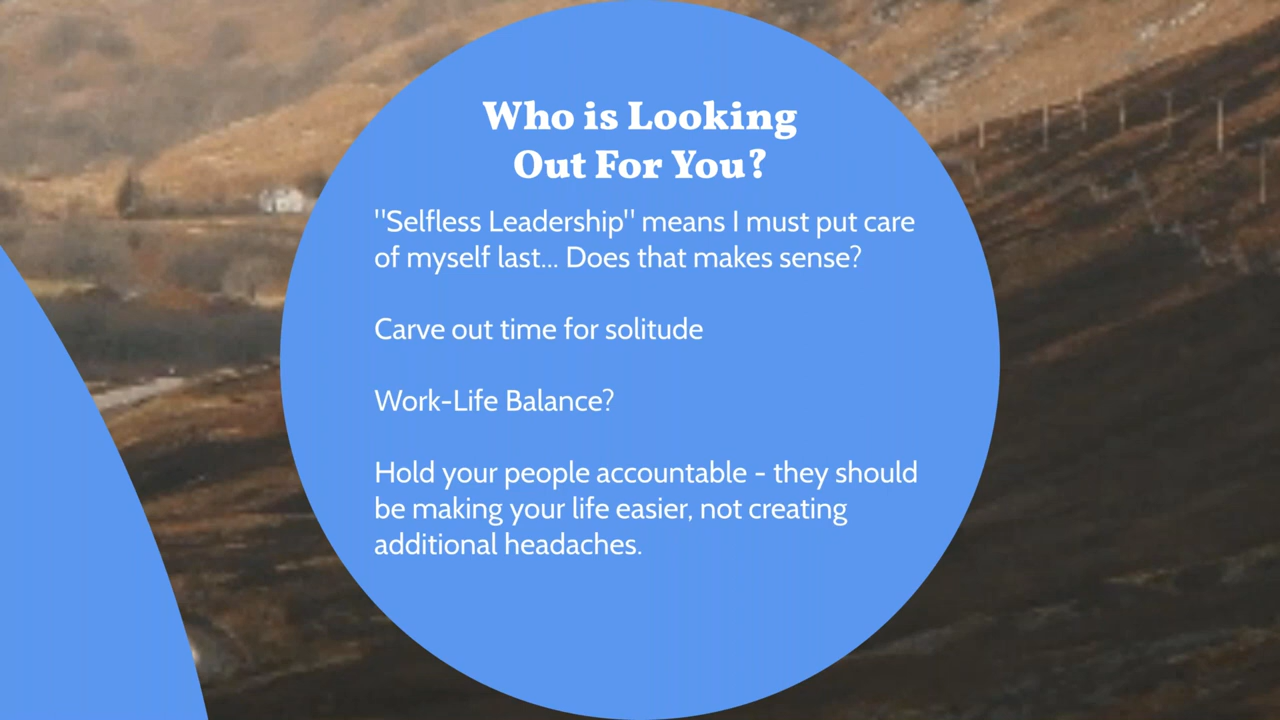 Who is Looking
Out For You?
"Selfless Leadership" means I must put care
of myself last... Does that makes sense?
Carve out time for solitude
Work-Life Balance?
Hold your people accountable - they should
be making your life easier, not creating
additional headaches.